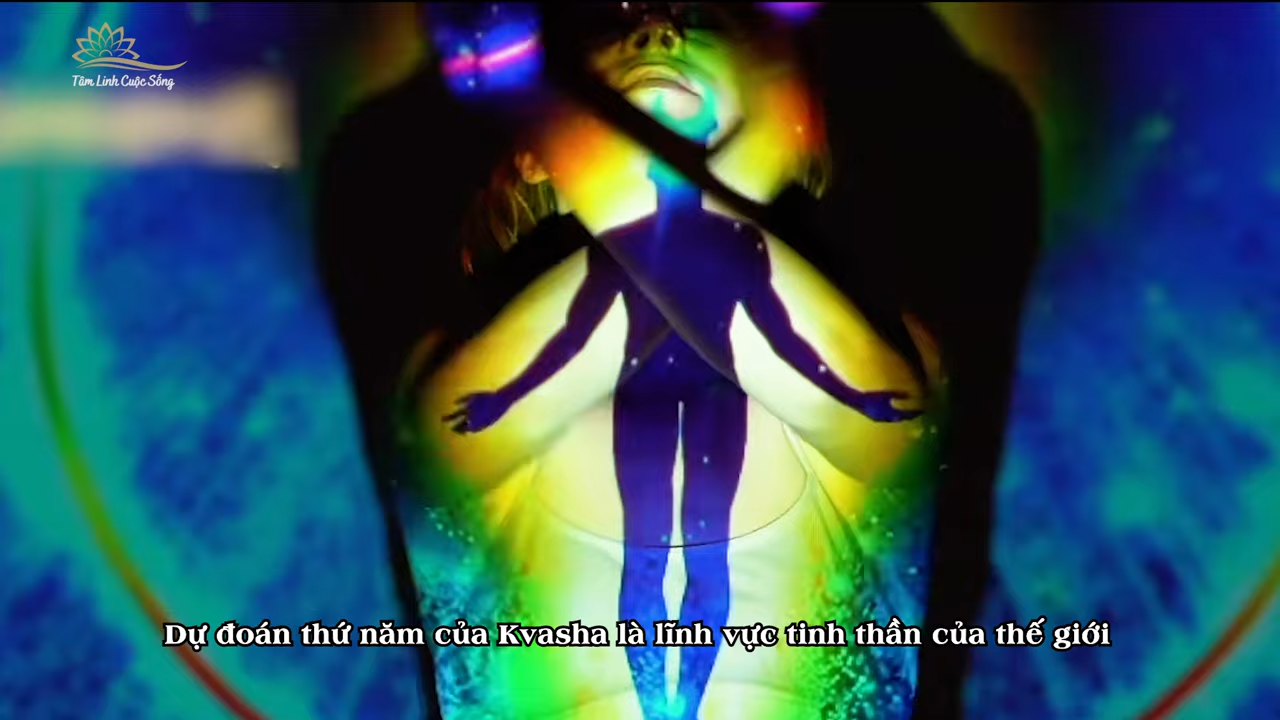 Tâm Linh Cuộc Sống
Dự đoán thứ năm của Kvasha là lĩnh vực tinh thần của thế giới